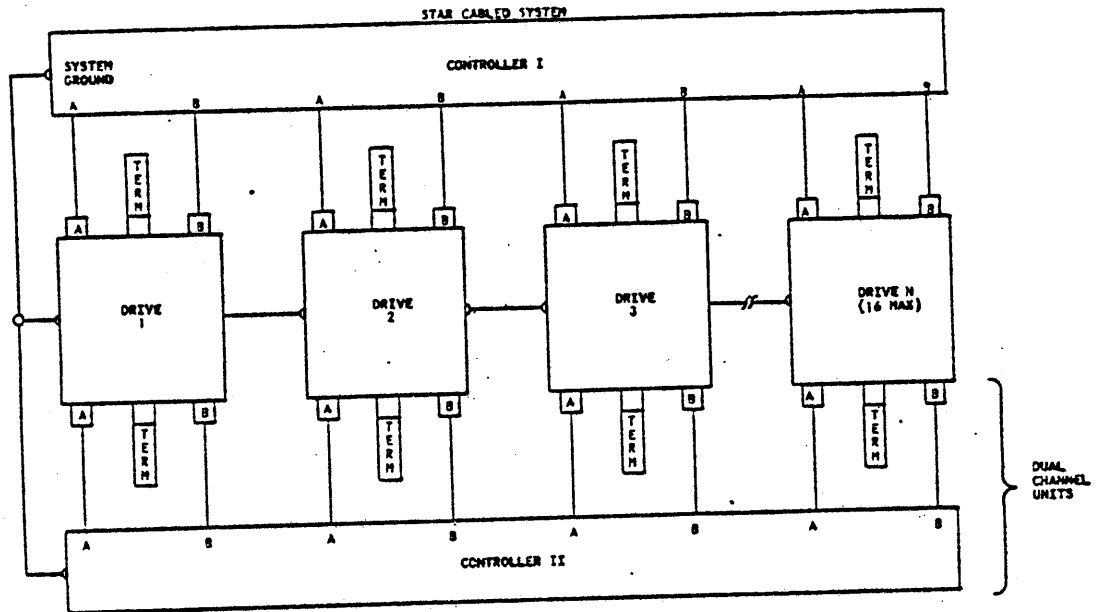 STAR CABLED SYSTEM
SYSTEM
GROUND
CONTROLLER I
A B A B A B A B
TERM TERM TERM TERM
A B A B A B A B
DRIVE
1
DRIVE
2
DRIVE
3
DRIVE N
(16 MAX)
A B A B A B A B
TERM TERM TERM TERM
DUAL
CHANNEL
UNITS
A B A B A B A B
CONTROLLER II